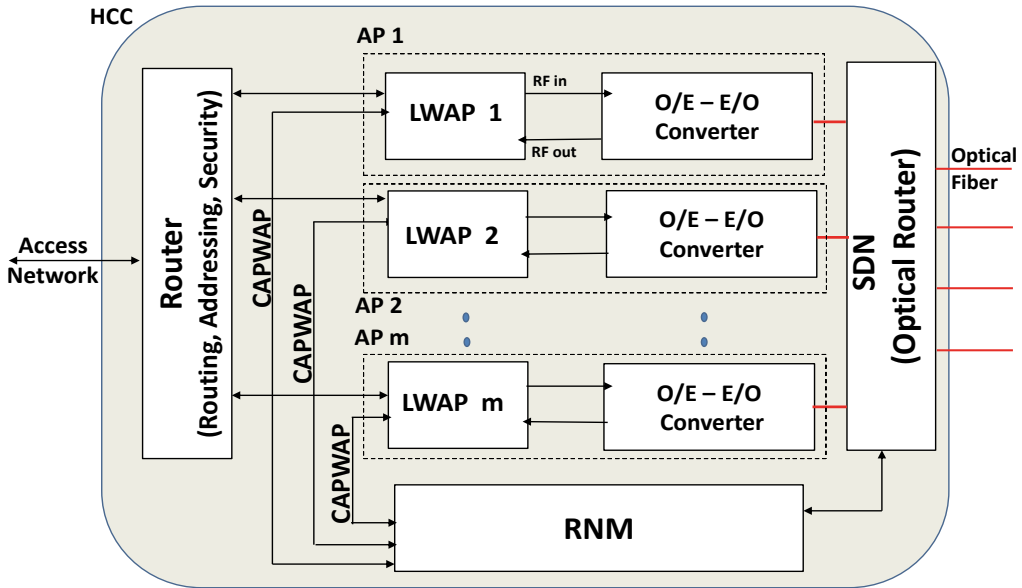 HCC
AP 1
LWAP 1
RF in
RF out
O/E – E/O
Converter
LWAP 2
O/E – E/O
Converter
AP 2
AP m
LWAP m
O/E – E/O
Converter
Access
Network
Router
(Routing, Addressing, Security)
CAPWAP
CAPWAP
CAPWAP
RNM
SDN
(Optical Router)
Optical
Fiber